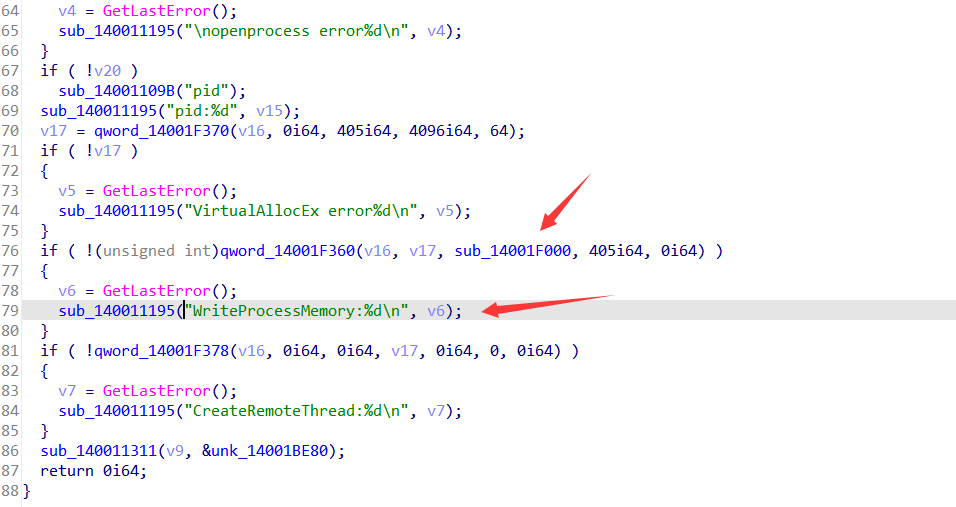 64 v4 = GetLastError();
65 sub_140011195("\nopenprocess error%d\n", v4);
66 }
67 if ( !v20 )
68 sub_14001109B("pid");
69 sub_140011195("pid:%d", v15);
70 v17 = qword_14001F370(v16, 0i64, 405i64, 4096i64, 64);
71 if ( !v17 )
72 {
73 v5 = GetLastError();
74 sub_140011195("VirtualAllocEx error%d\n", v5);
75 }
76 if ( !(unsigned int)qword_14001F360(v16, v17, sub_14001F000, 405i64, 0i64) )
77 {
78 v6 = GetLastError();
79 sub_140011195("WriteProcessMemory:%d\n", v6);
80 }
81 if ( !qword_14001F378(v16, 0i64, 0i64, v17, 0i64, 0, 0i64) )
82 {
83 v7 = GetLastError();
84 sub_140011195("CreateRemoteThread:%d\n", v7);
85 }
86 sub_140011311(v9, &unk_14001BE80);
87 return 0i64;
88 }